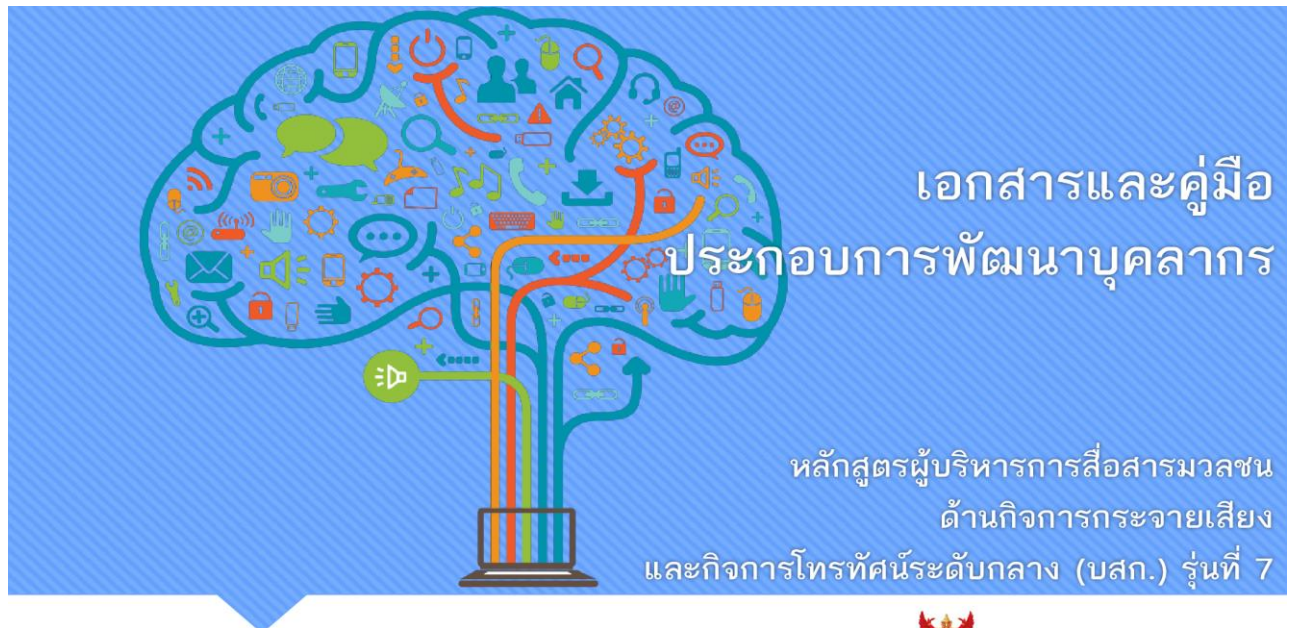 เอกสารและคู่มือ
ประกอบการพัฒนาบุคลากร
หลักสูตรผู้บริหารการสื่อสารมวลชน
ด้านกิจการกระจายเสียง
และกิจการโทรทัศน์ระดับกลาง (บสก.) รุ่นที่ 7